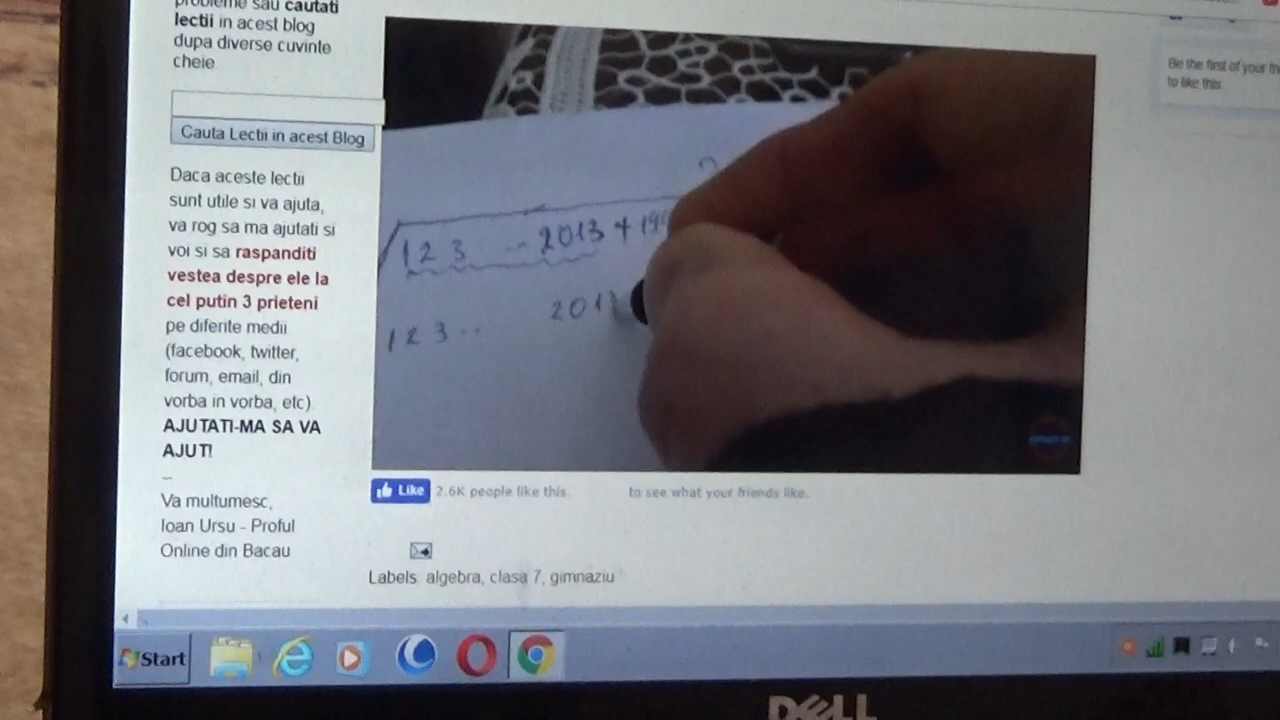 probleme sau cautati
lectii in acest blog
dupa diverse cuvinte
cheie.
Cauta Lectii in acest Blog
Daca aceste lectii
sunt utile si va ajuta,
va rog sa ma ajutati si
voi si sa raspanditi
vestea despre ele la
cel putin 3 prieteni
pe diferite medii
(facebook, twitter,
forum, email, din
vorba in vorba, etc).
AJUTATI-MA SA VA
AJUT!
--
Va multumesc,
Ioan Ursu - Proful
Online din Bacau
1 2 3 ... 2013 + 19
1 2 3 .. 201
Like 2.6K people like this. to see what your friends like.
Labels: algebra, clasa 7, gimnaziu
Be the first of your
to like this
Start
DELL